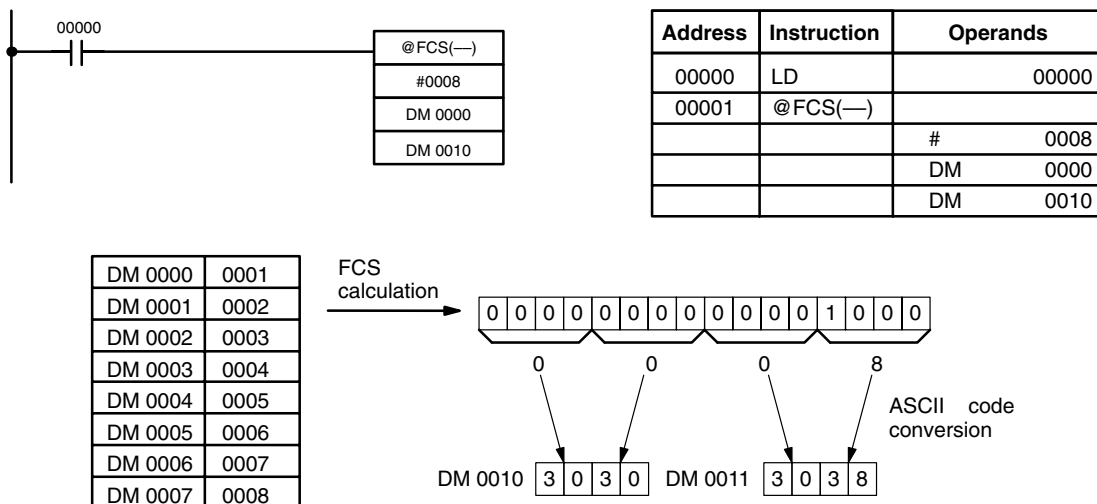 00000
@FCS(––)
#0008
DM 0000
DM 0010
Address Instruction Operands
00000 LD 00000
00001 @FCS(––)
# 0008
DM 0000
DM 0010
DM 0000 0001
DM 0001 0002
DM 0002 0003
DM 0003 0004
DM 0004 0005
DM 0005 0006
DM 0006 0007
DM 0007 0008
FCS
calculation
0 0 0 0 0 0 0 0 0 0 0 0 1 0 0 0
0 0 0 8
ASCII code
conversion
DM 0010 3 0 3 0 DM 0011 3 0 3 8